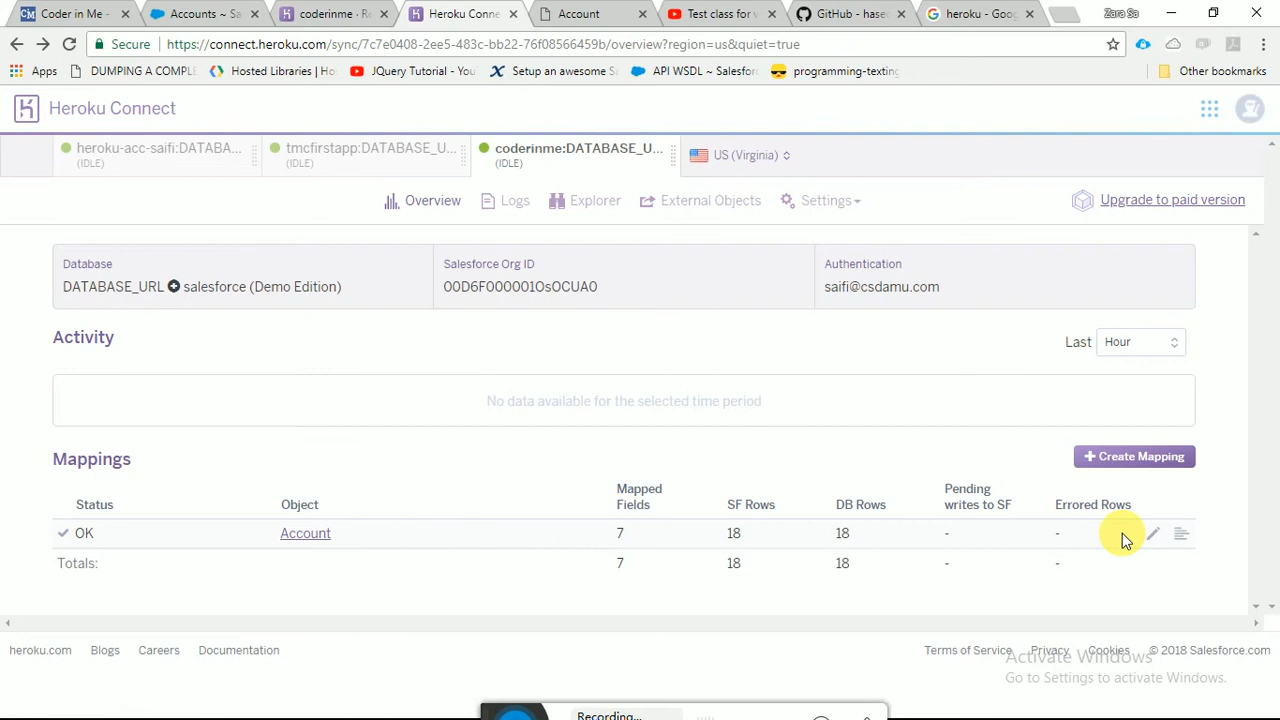 Coder in Me -
Accounts ~ Sa
coderinme · Re
Heroku Conne
Account
Test class for v
GitHub - hased
heroku - Goog
Zara Sa
Secure
https://connect.heroku.com/sync/7c7e0408-2ee5-483c-bb22-76f08566459b/overview?region=us&quiet=true
Apps
DUMPING A COMPLE
Hosted Libraries | Ho
JQuery Tutorial - You
Setup an awesome S
API WSDL ~ Salesfor
programming-texting
Other bookmarks
Heroku Connect
heroku-acc-saifi:DATABA...
(IDLE)
tmcfirstapp:DATABASE_U...
(IDLE)
coderinme:DATABASE_U...
(IDLE)
US (Virginia)
Overview
Logs
Explorer
External Objects
Settings
Upgrade to paid version
Database
DATABASE_URL salesforce (Demo Edition)
Salesforce Org ID
00D6F000001OsOCUA0
Authentication
saifi@csdamu.com
Activity
Last Hour
No data available for the selected time period
Mappings
Create Mapping
Status
Object
Mapped
Fields
SF Rows
DB Rows
Pending
writes to SF
Errored Rows
OK
Account
7
18
18
-
-
Totals:
7
18
18
-
-
heroku.com
Blogs
Careers
Documentation
Terms of Service
Privacy
Cookies
© 2018 Salesforce.com
Activate Windows
Go to Settings to activate Windows.
Recording...